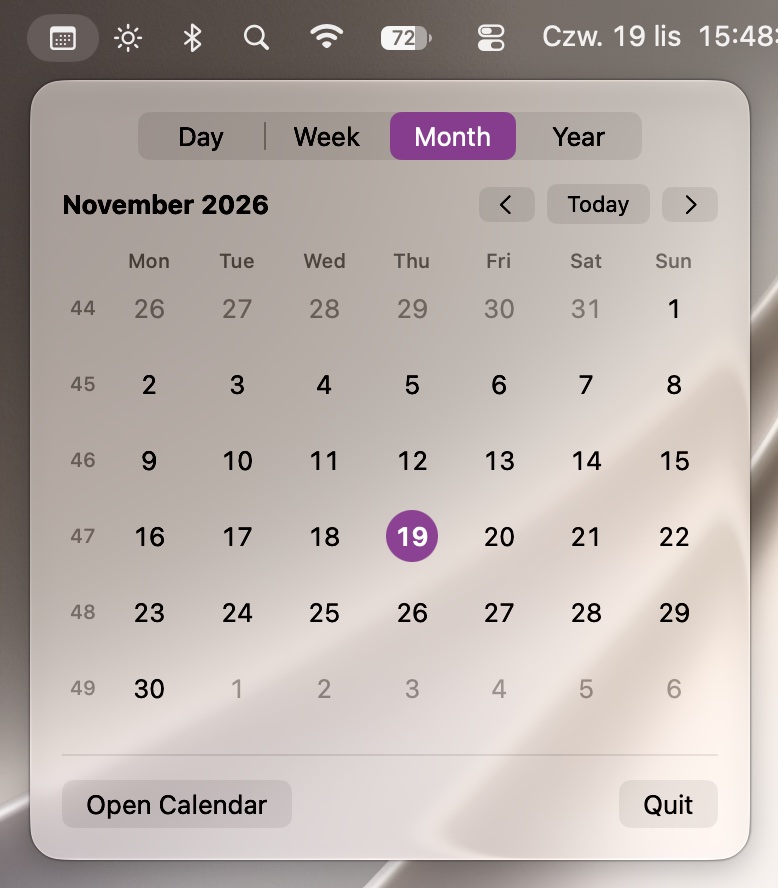 72 Czw. 19 lis 15:48
Day Week Month Year
November 2026 Today
Mon Tue Wed Thu Fri Sat Sun
44 26 27 28 29 30 31 1
45 2 3 4 5 6 7 8
46 9 10 11 12 13 14 15
47 16 17 18 19 20 21 22
48 23 24 25 26 27 28 29
49 30 1 2 3 4 5 6
Open Calendar Quit